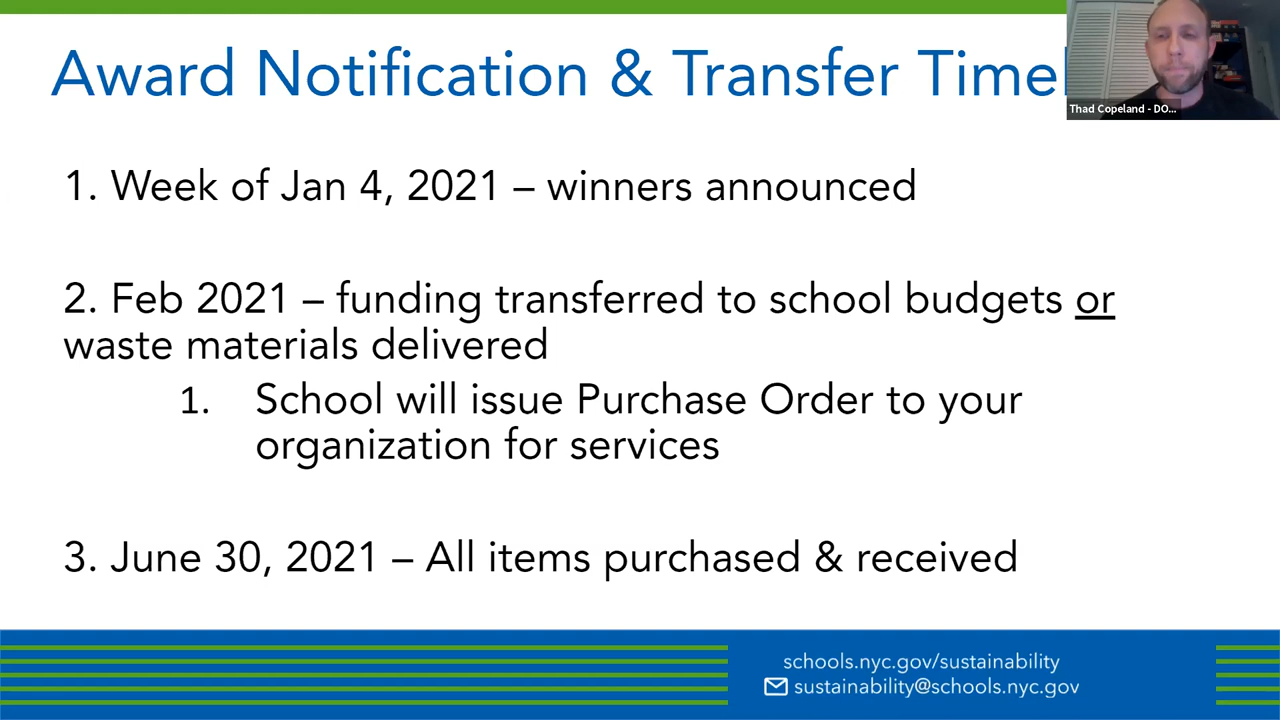 Award Notification & Transfer
Thad Copeland - DO...
1. Week of Jan 4, 2021 – winners announced
2. Feb 2021 – funding transferred to school budgets or
waste materials delivered
1. School will issue Purchase Order to your
organization for services
3. June 30, 2021 – All items purchased & received
schools.nyc.gov/sustainability
sustainability@schools.nyc.gov